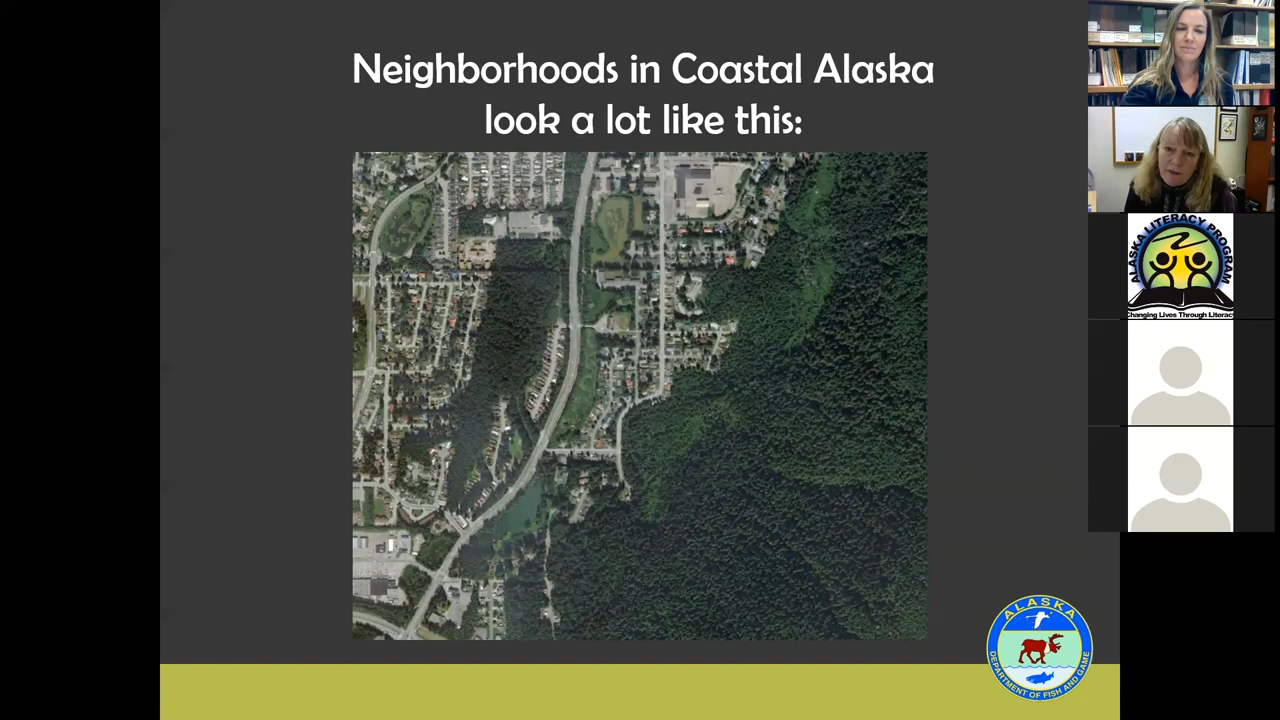 Neighborhoods in Coastal Alaska
look a lot like this:
ALASKA LITERACY PROGRAM
Changing Lives Through Literac
ALASKA
DEPARTMENT OF FISH AND GAME